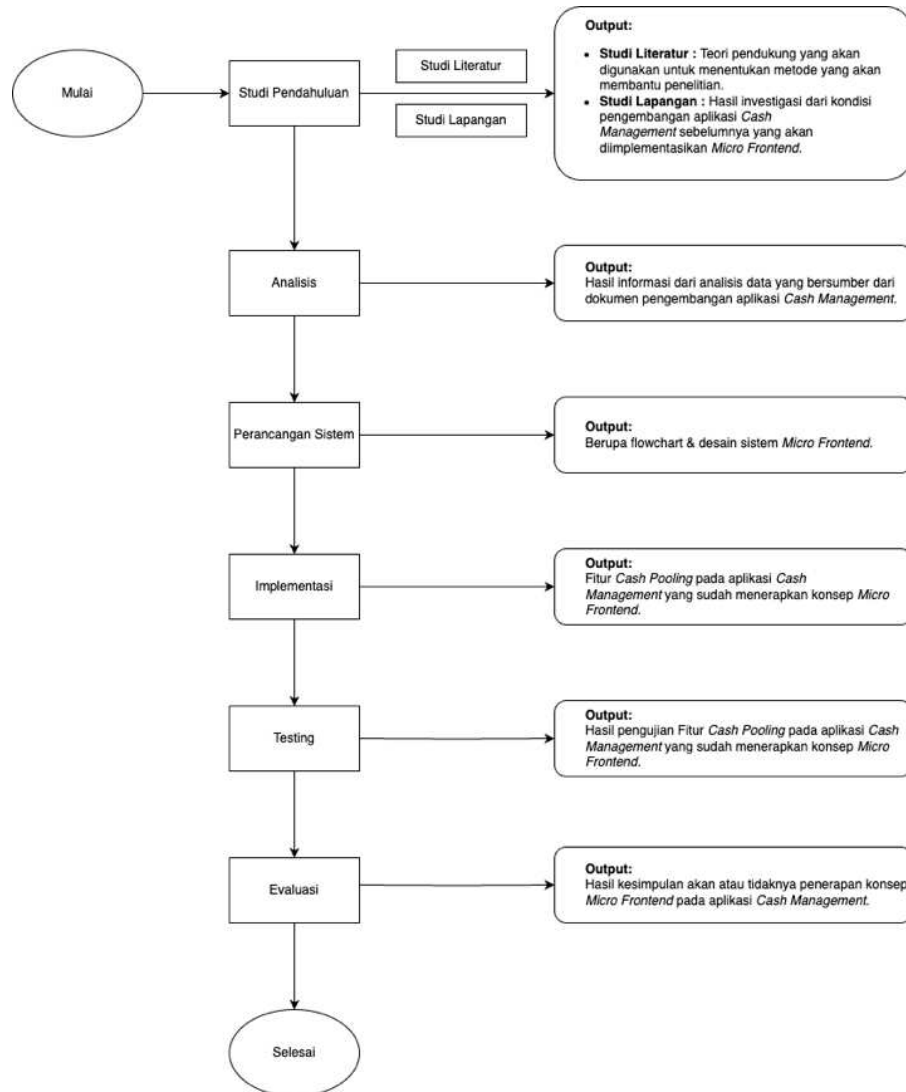 Mulai
Studi Pendahuluan
Studi Literatur
Studi Lapangan
Output:
• Studi Literatur : Teori pendukung yang akan
digunakan untuk menentukan metode yang akan
membantu penelitian.
• Studi Lapangan : Hasil investigasi dari kondisi
pengembangan aplikasi Cash
Management sebelumnya yang akan
diimplementasikan Micro Frontend.
Analisis
Output:
Hasil informasi dari analisis data yang bersumber dari
dokumen pengembangan aplikasi Cash Management.
Perancangan Sistem
Output:
Berupa flowchart & desain sistem Micro Frontend.
Implementasi
Output:
Fitur Cash Pooling pada aplikasi Cash
Management yang sudah menerapkan konsep Micro
Frontend.
Testing
Output:
Hasil pengujian Fitur Cash Pooling pada aplikasi Cash
Management yang sudah menerapkan konsep Micro
Frontend.
Evaluasi
Output:
Hasil kesimpulan akan atau tidaknya penerapan konsep
Micro Frontend pada aplikasi Cash Management.
Selesai